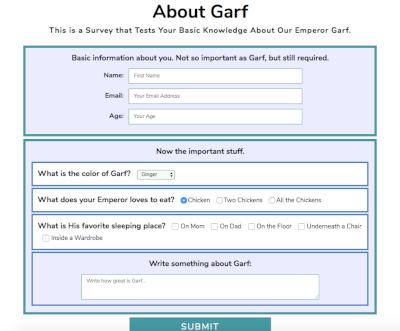 About Garf
This is a Survey that Tests Your Basic Knowledge About Our Emperor Garf.
Basic information about you. Not so important as Garf, but still required.
Name: First Name
Email: Your Email Address
Age: Your Age
Now the important stuff.
What is the color of Garf? Ginger
What does your Emperor loves to eat? Chicken Two Chickens All the Chickens
What is His favorite sleeping place? On Mom On Dad On the Floor Underneath a Chair
Inside a Wardrobe
Write something about Garf:
Write how great is Garf...
SUBMIT